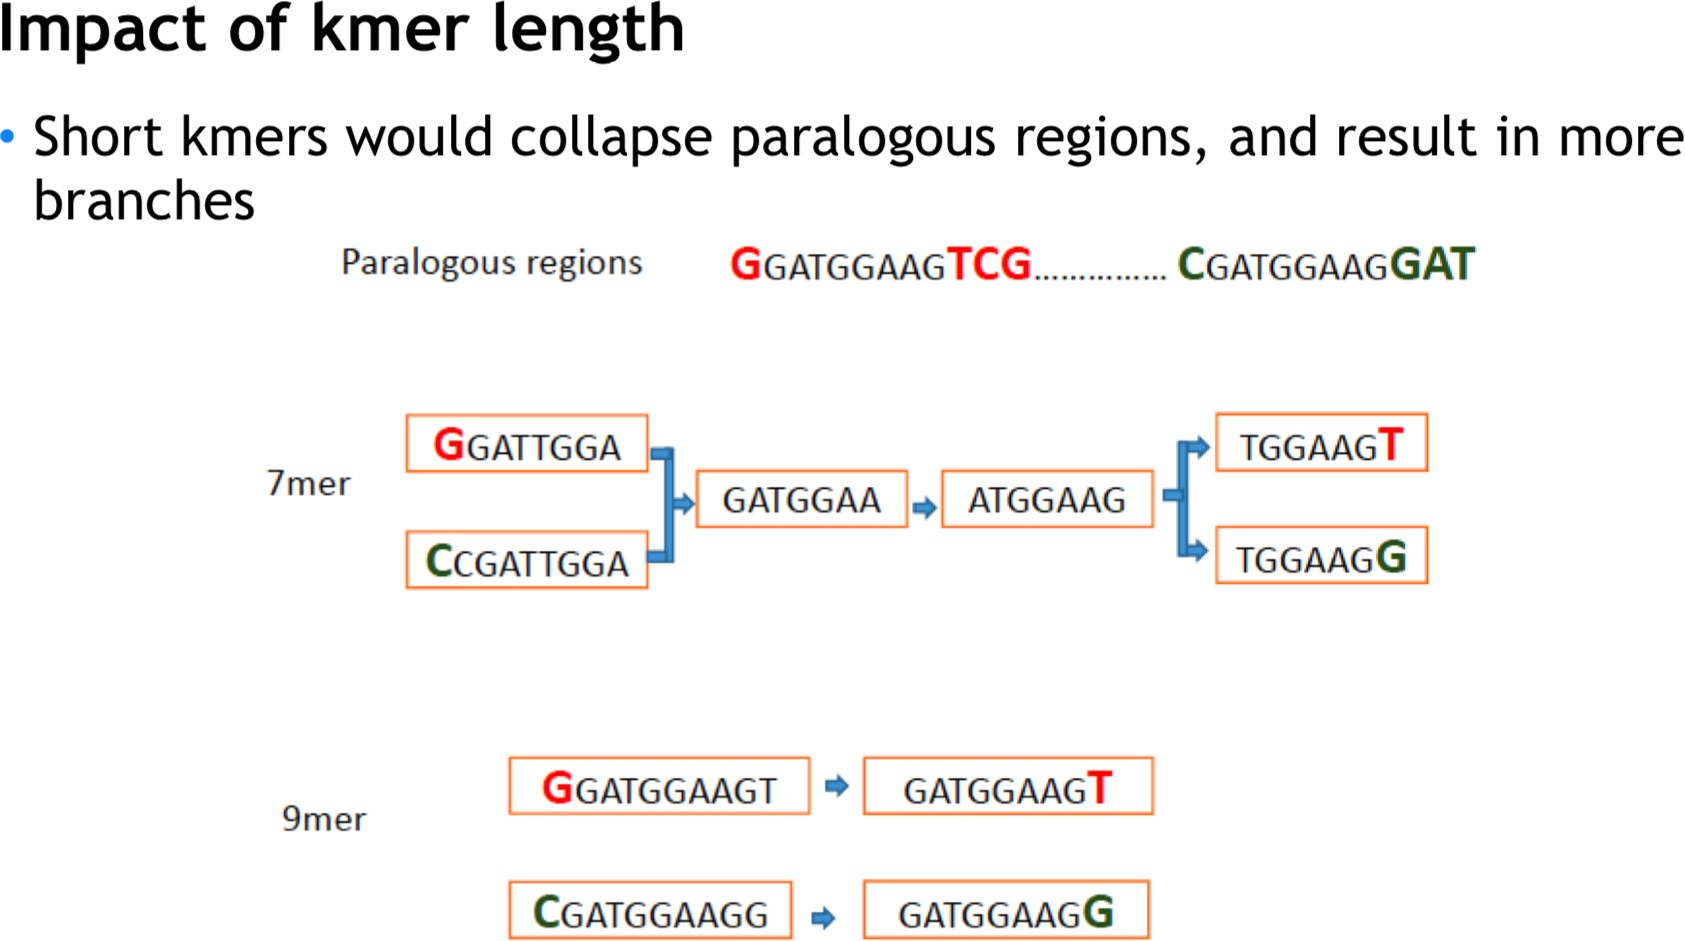 Impact of kmer length
• Short kmers would collapse paralogous regions, and result in more
branches
Paralogous regions GGATGGAAGTCG............... CGATGGAAGGAT
7mer
GGATTGGA
CCGATTGGA
GATGGAA
ATGGAAG
TGGAAGT
TGGAAGG
9mer
GGATGGAAGT
GATGGAAGT
CGATGGAAGG
GATGGAAGG